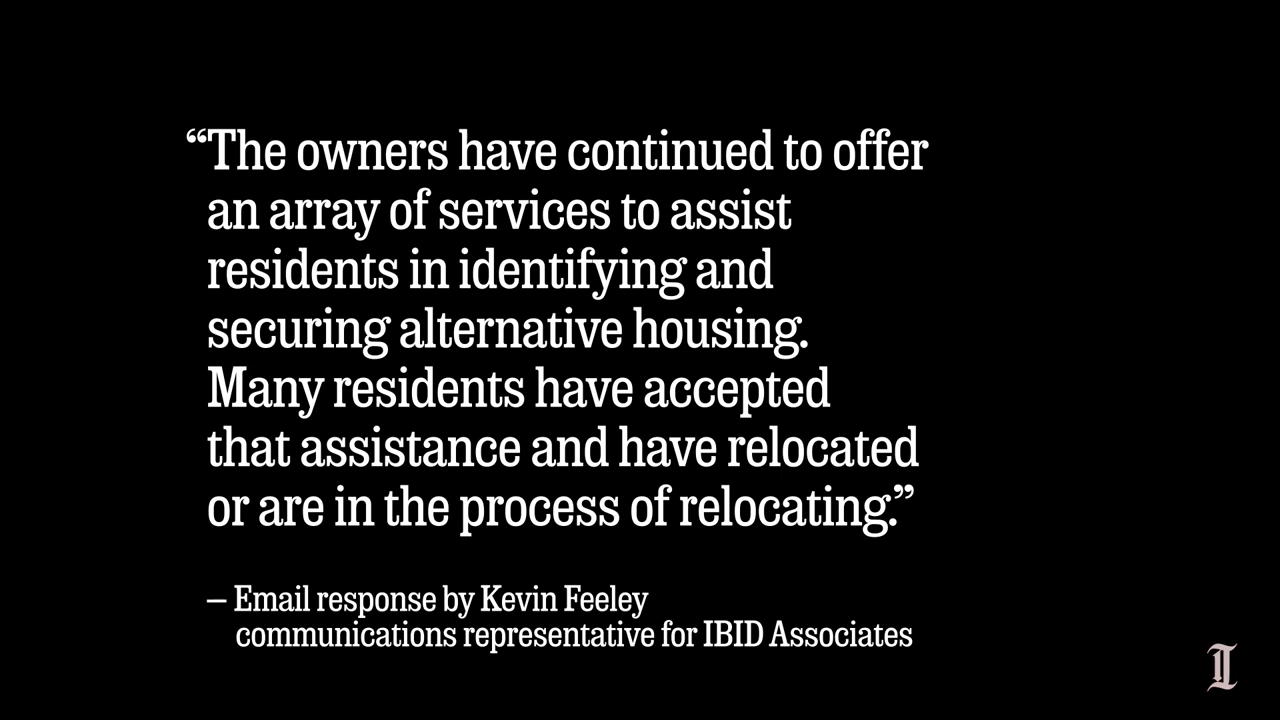 “The owners have continued to offer
an array of services to assist
residents in identifying and
securing alternative housing.
Many residents have accepted
that assistance and have relocated
or are in the process of relocating.”
– Email response by Kevin Feeley
communications representative for IBID Associates
I